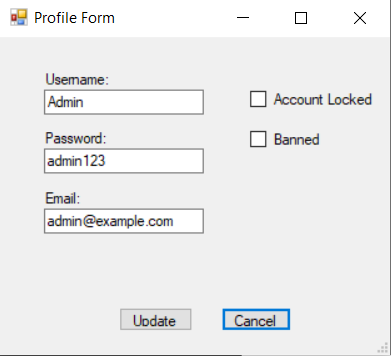 Profile Form
Username:
Admin
Account Locked
Password:
admin123
Banned
Email:
admin@example.com
Update
Cancel